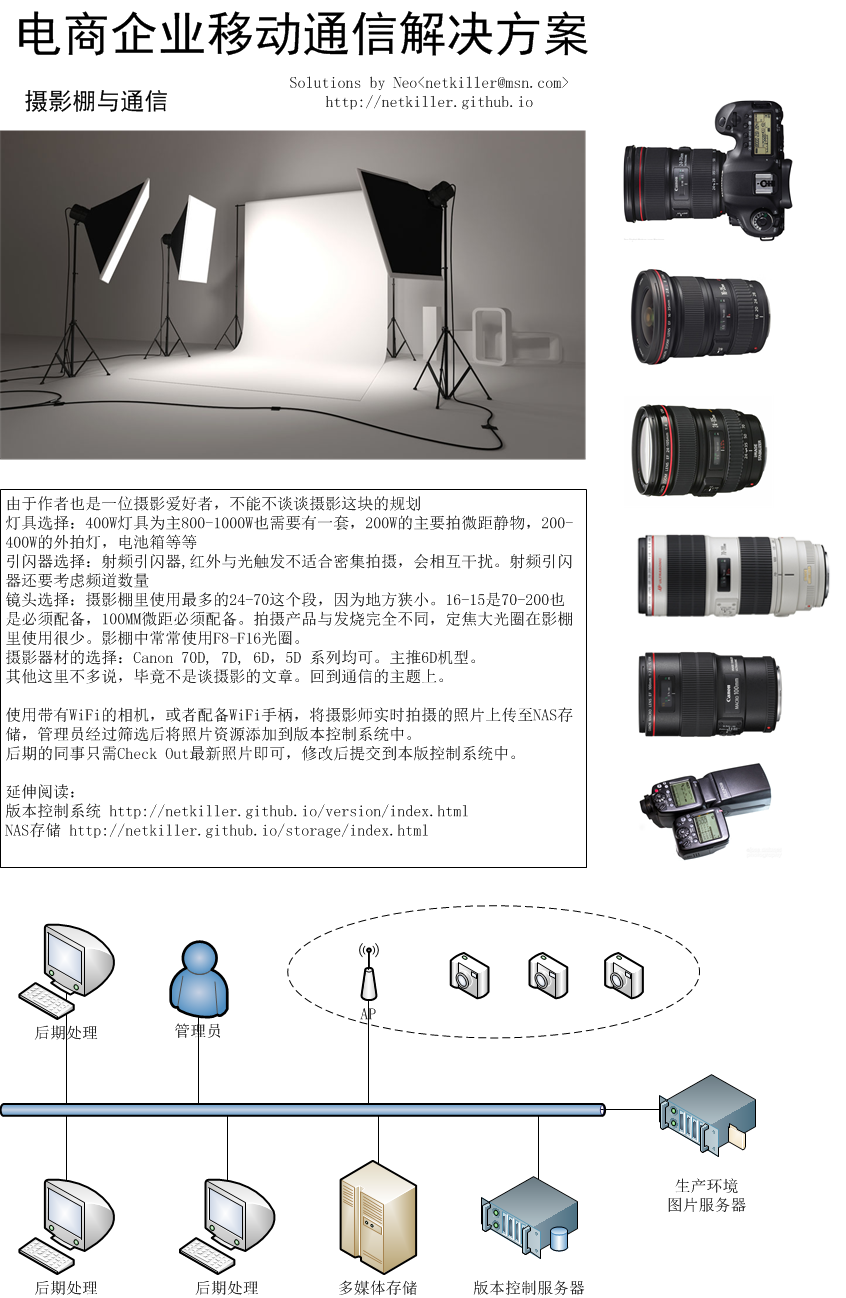 电商企业移动通信解决方案
Solutions by Neo<netkiller@msn.com>
http://netkiller.github.io
摄影棚与通信
由于作者也是一位摄影爱好者，不能不谈谈摄影这块的规划
灯具选择：400W灯具为主800-1000W也需要有一套，200W的主要拍微距静物，200-
400W的外拍灯，电池箱等等
引闪器选择：射频引闪器,红外与光触发不适合密集拍摄，会相互干扰。射频引闪
器还要考虑频道数量
镜头选择：摄影棚里使用最多的24-70这个段，因为地方狭小。16-15是70-200也
是必须配备，100MM微距必须配备。拍摄产品与发烧完全不同，定焦大光圈在影棚
里使用很少。影棚中常常使用F8-F16光圈。
摄影器材的选择：Canon 70D, 7D, 6D，5D 系列均可。主推6D机型。
其他这里不多说，毕竟不是谈摄影的文章。回到通信的主题上。
使用带有WiFi的相机，或者配备WiFi手柄，将摄影师实时拍摄的照片上传至NAS存
储，管理员经过筛选后将照片资源添加到版本控制系统中。
后期的同事只需Check Out最新照片即可，修改后提交到本版控制系统中。
延伸阅读：
版本控制系统 http://netkiller.github.io/version/index.html
NAS存储 http://netkiller.github.io/storage/index.html
Canon
MACRO 100mm
后期处理
管理员
AP
生产环境
图片服务器
后期处理
后期处理
多媒体存储
版本控制服务器